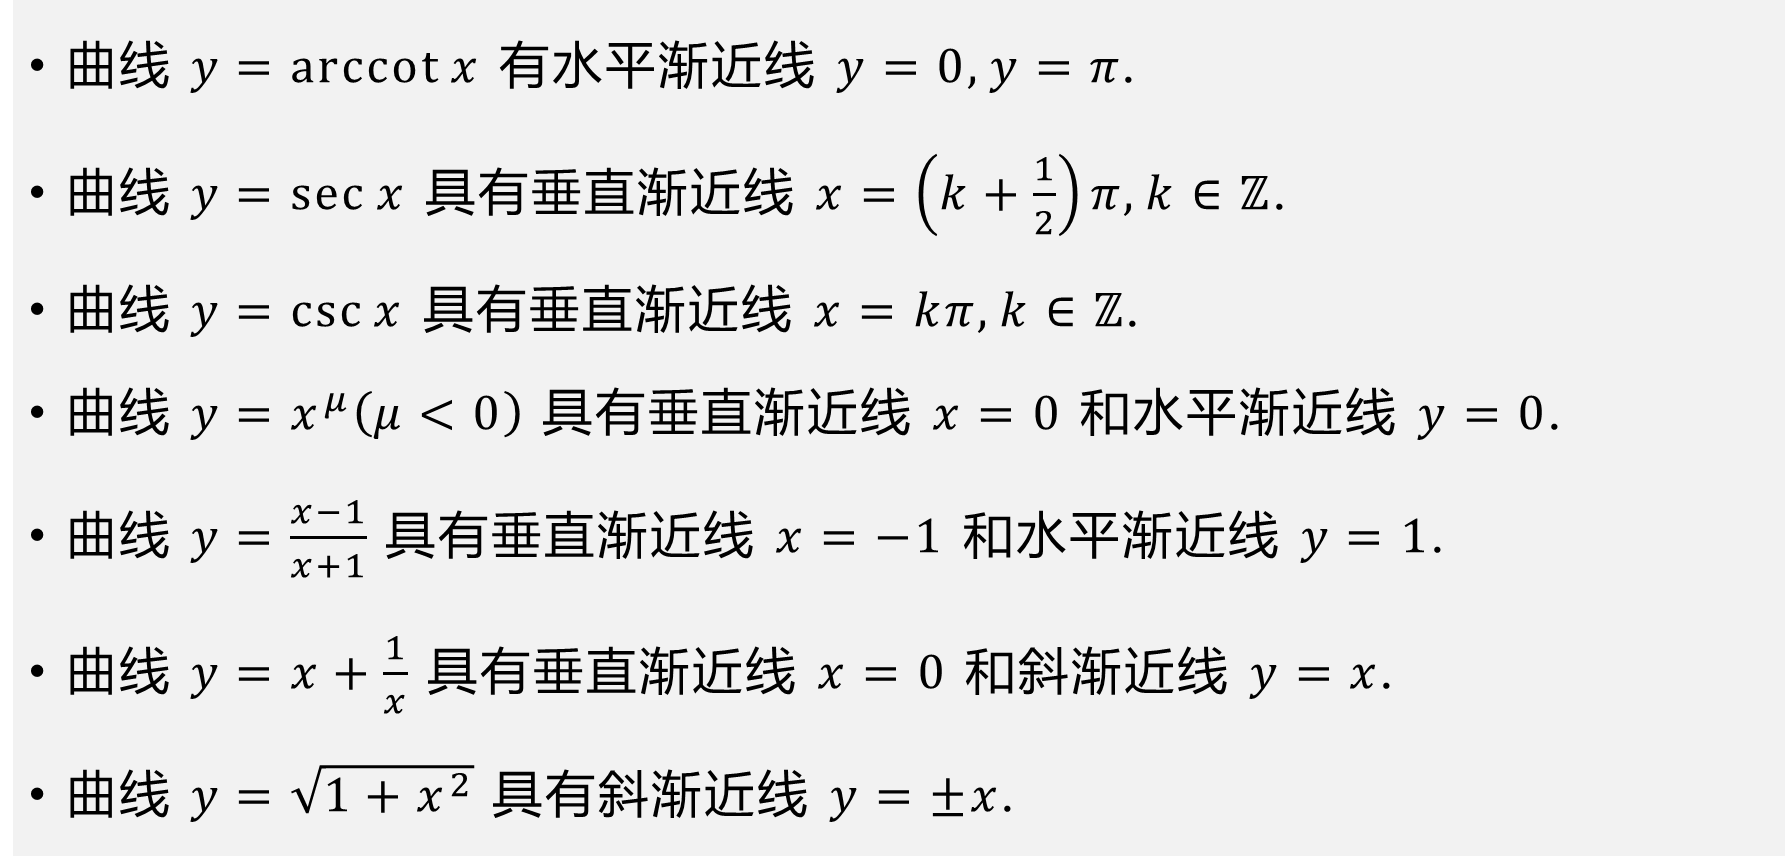 • 曲线 y = arccot x 有水平渐近线 y = 0, y = π.
• 曲线 y = sec x 具有垂直渐近线 x = (k + 1/2)π, k ∈ ℤ.
• 曲线 y = csc x 具有垂直渐近线 x = kπ, k ∈ ℤ.
• 曲线 y = x^μ(μ < 0) 具有垂直渐近线 x = 0 和水平渐近线 y = 0.
• 曲线 y = (x−1)/(x+1) 具有垂直渐近线 x = −1 和水平渐近线 y = 1.
• 曲线 y = x + 1/x 具有垂直渐近线 x = 0 和斜渐近线 y = x.
• 曲线 y = √(1 + x²) 具有斜渐近线 y = ±x.